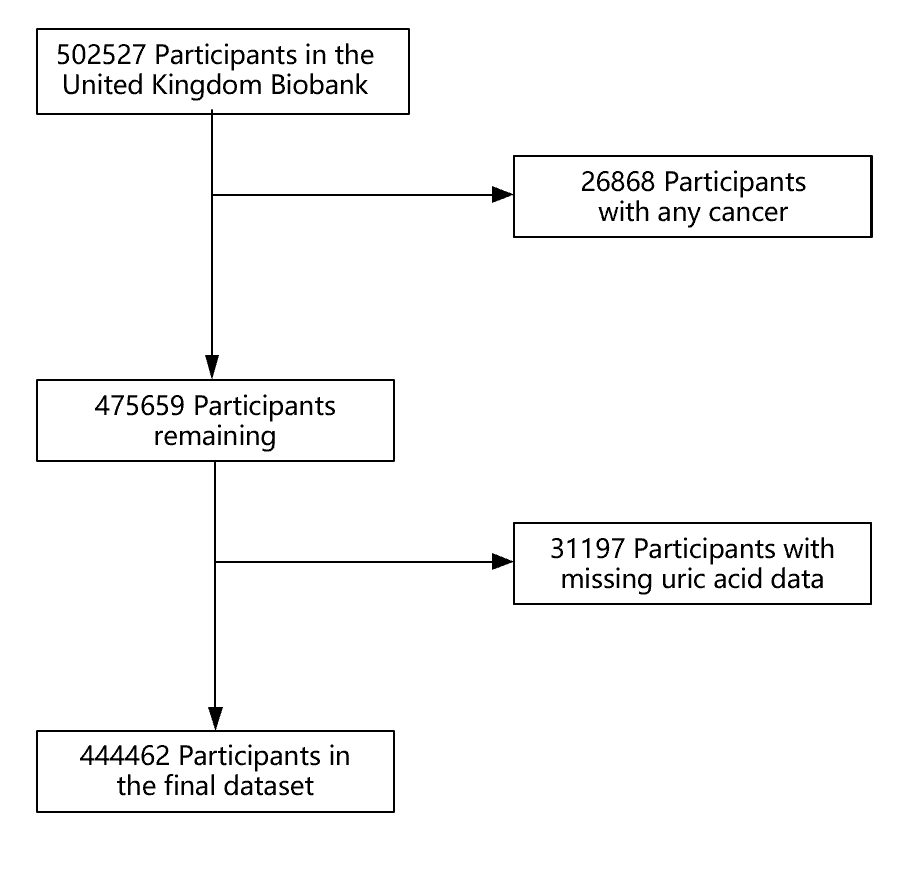 502527 Participants in the
United Kingdom Biobank
26868 Participants
with any cancer
475659 Participants
remaining
31197 Participants with
missing uric acid data
444462 Participants in
the final dataset